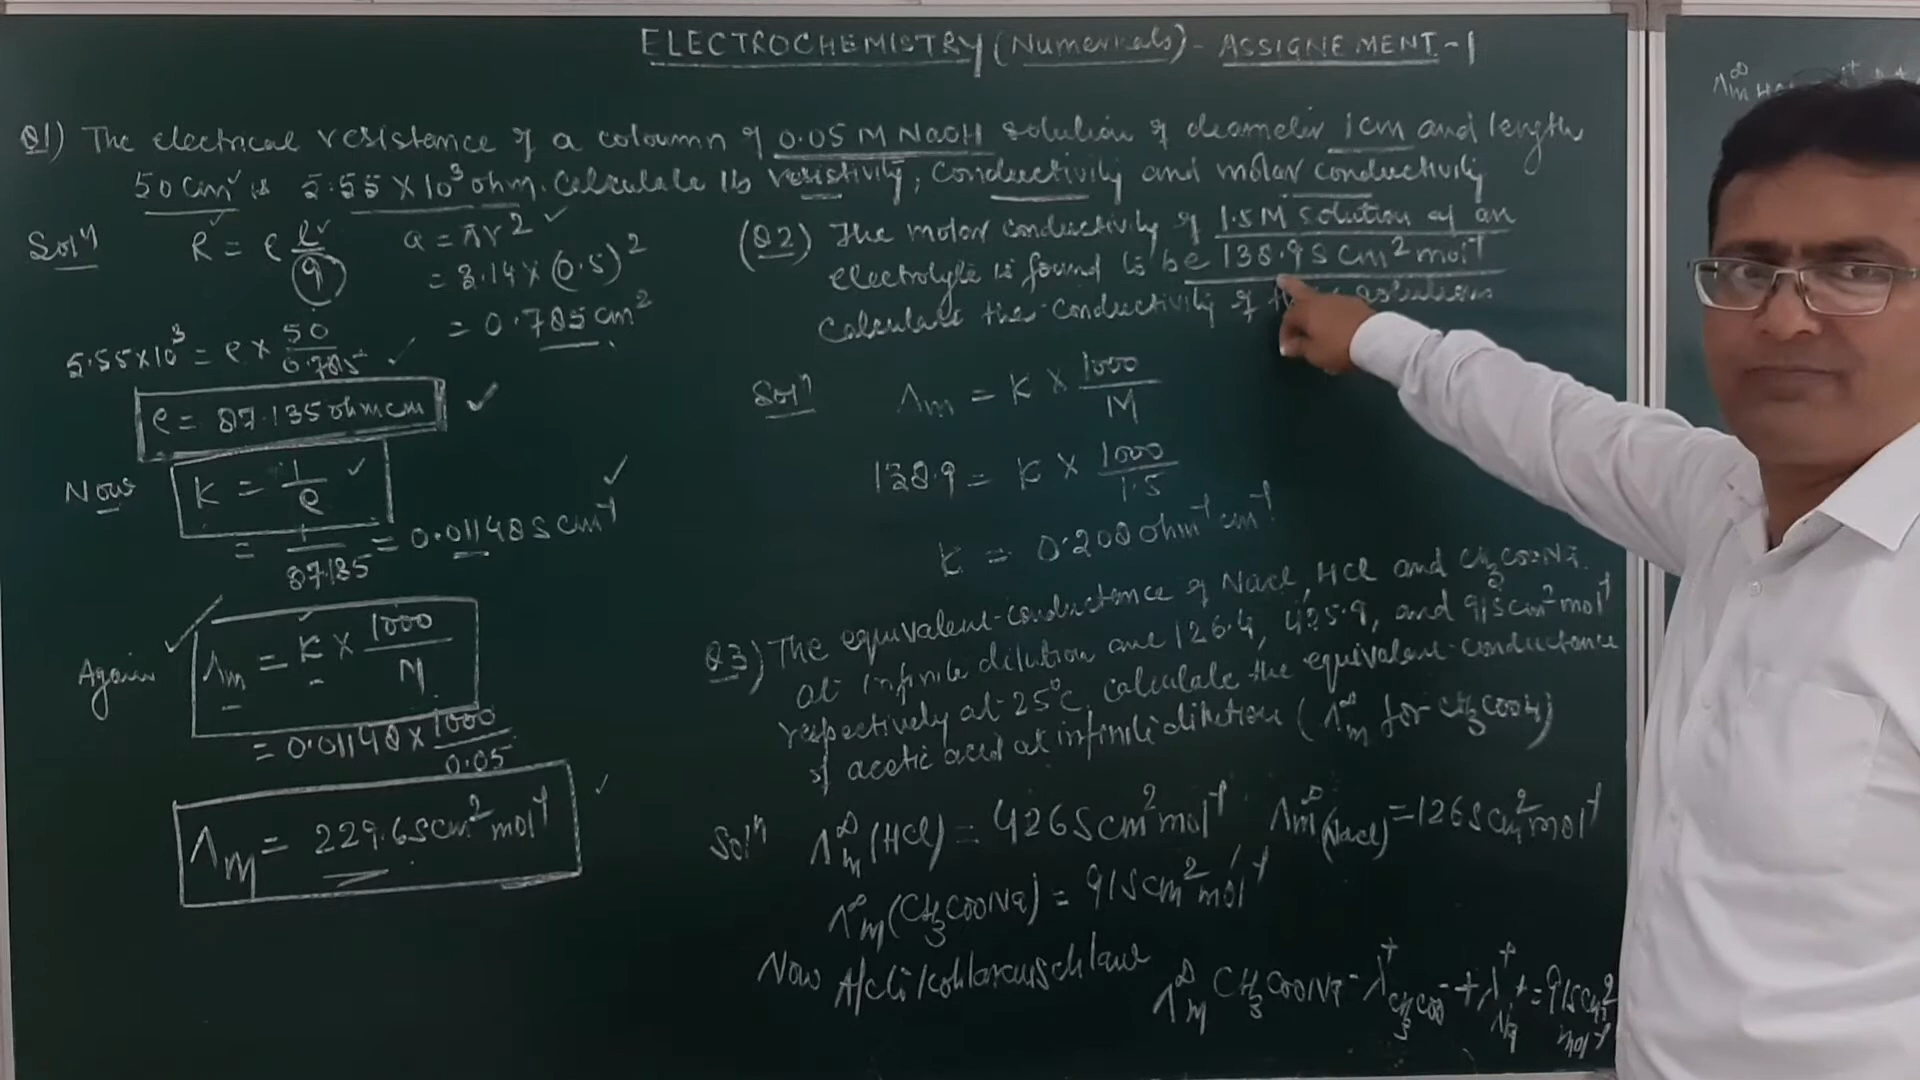 ELECTROCHEMISTRY (Numericals) - ASSIGNEMENT - 1
Q1) The electrical resistance of a coloumn of 0.05 M NaOH solution of diameter 1cm and length
50 cm is 5.55 × 10³ ohm. Calculate its resistivity, conductivity and molar conductivity
Solⁿ R = ρ l/a a = πr²
= 3.14 × (0.5)²
= 0.785 cm²
5.55×10³ = ρ × 50/0.785
ρ = 87.135 ohm cm
Now K = 1/ρ
= 1/87.135 = 0.01148 S cm⁻¹
Again Λm = K × 1000/M
= 0.01148 × 1000/0.05
Λm = 229.6 S cm² mol⁻¹
(Q2) The molar conductivity of 1.5 M solution of an
electrolyte is found to be 138.9 S cm² mol⁻¹
Calculate the conductivity of solution
Solⁿ Λm = K × 1000/M
138.9 = K × 1000/1.5
K = 0.208 ohm⁻¹ cm⁻¹
Q3) The equivalent conductance of NaCl, HCl and CH₃COONa
at infinite dilution are 126.4, 425.9, and 91 S cm² mol⁻¹
respectively at 25°C. Calculate the equivalent conductance
of acetic acid at infinite dilution (Λ∞m for CH₃COOH)
Solⁿ Λ∞m (HCl) = 426 S cm² mol⁻¹ Λ∞m (NaCl) = 126 S cm² mol⁻¹
Λ∞m (CH₃COONa) = 91 S cm² mol⁻¹
Now A/c to Kohlarausch law Λ∞m CH₃COONa = λ CH₃COO⁻ + λ Na⁺ = 91 S cm² mol⁻¹